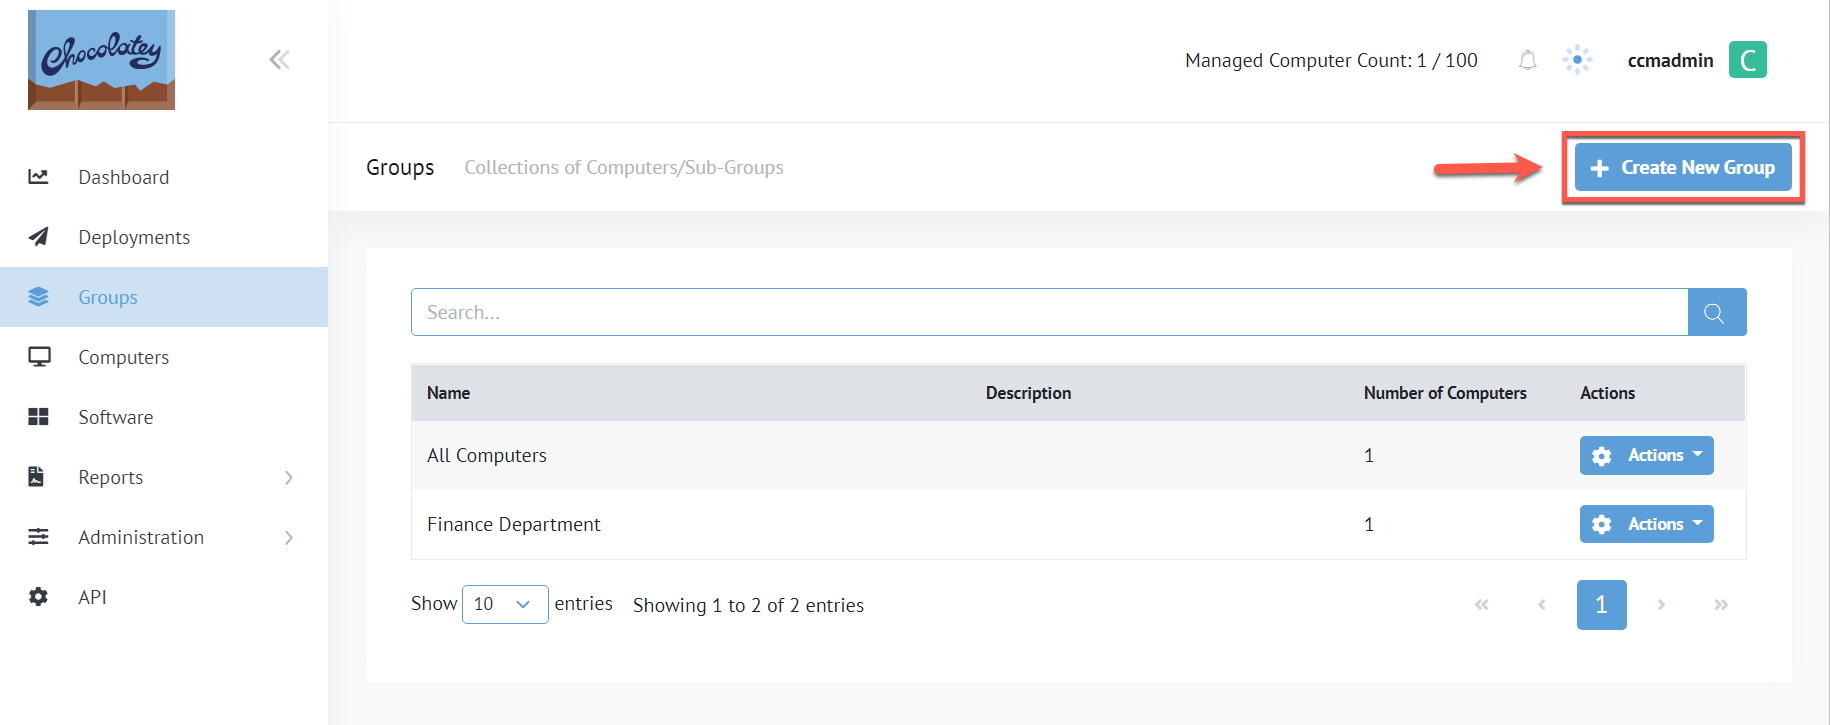 Chocolatey
Managed Computer Count: 1 / 100
ccmadmin
C
Dashboard
Deployments
Groups
Computers
Software
Reports
Administration
API
Groups Collections of Computers/Sub-Groups
Create New Group
Search...
Name Description Number of Computers Actions
All Computers 1 Actions
Finance Department 1 Actions
Show 10 entries Showing 1 to 2 of 2 entries
« ‹ 1 › »